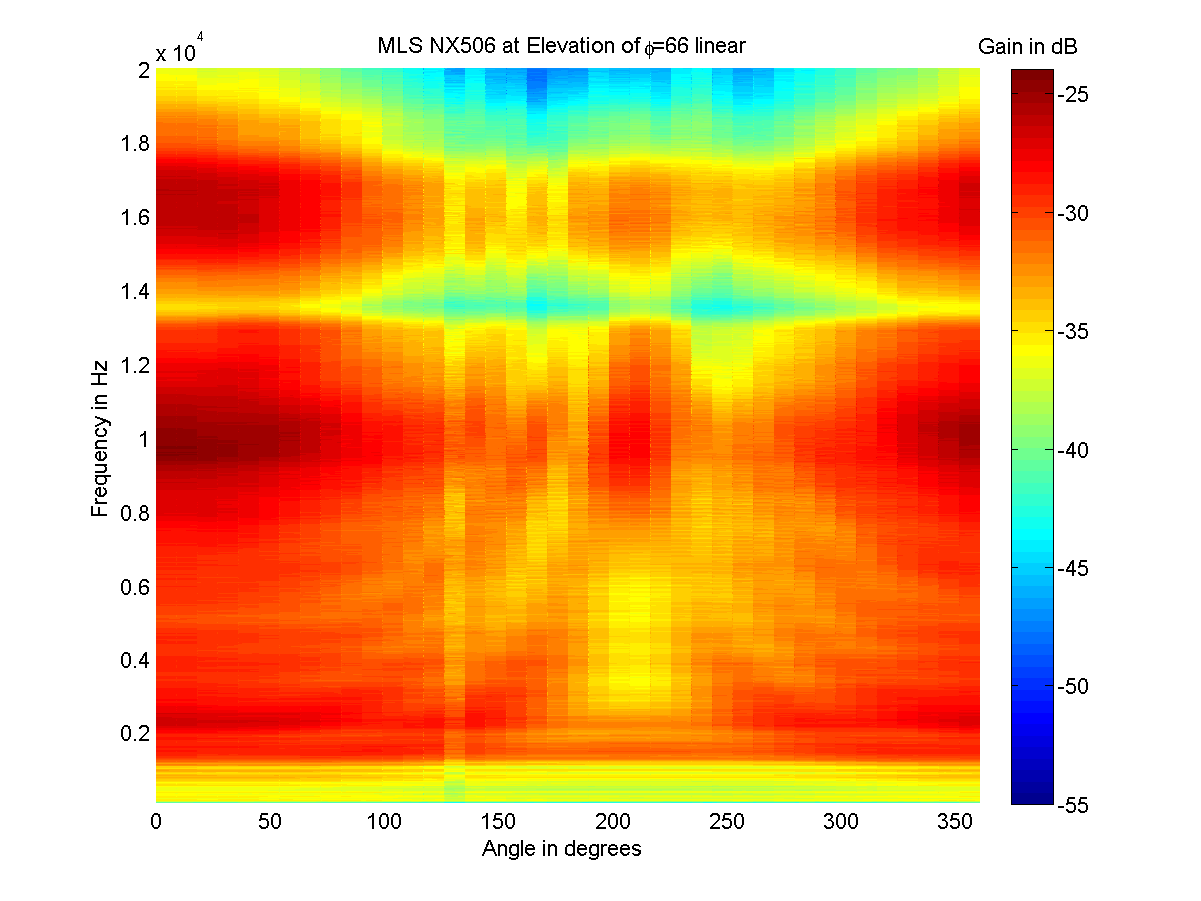 MLS NX506 at Elevation of ϕ=66 linear
Gain in dB
x 10^4
2
1.8
1.6
1.4
1.2
1
0.8
0.6
0.4
0.2
Frequency in Hz
0 50 100 150 200 250 300 350
Angle in degrees
-25
-30
-35
-40
-45
-50
-55